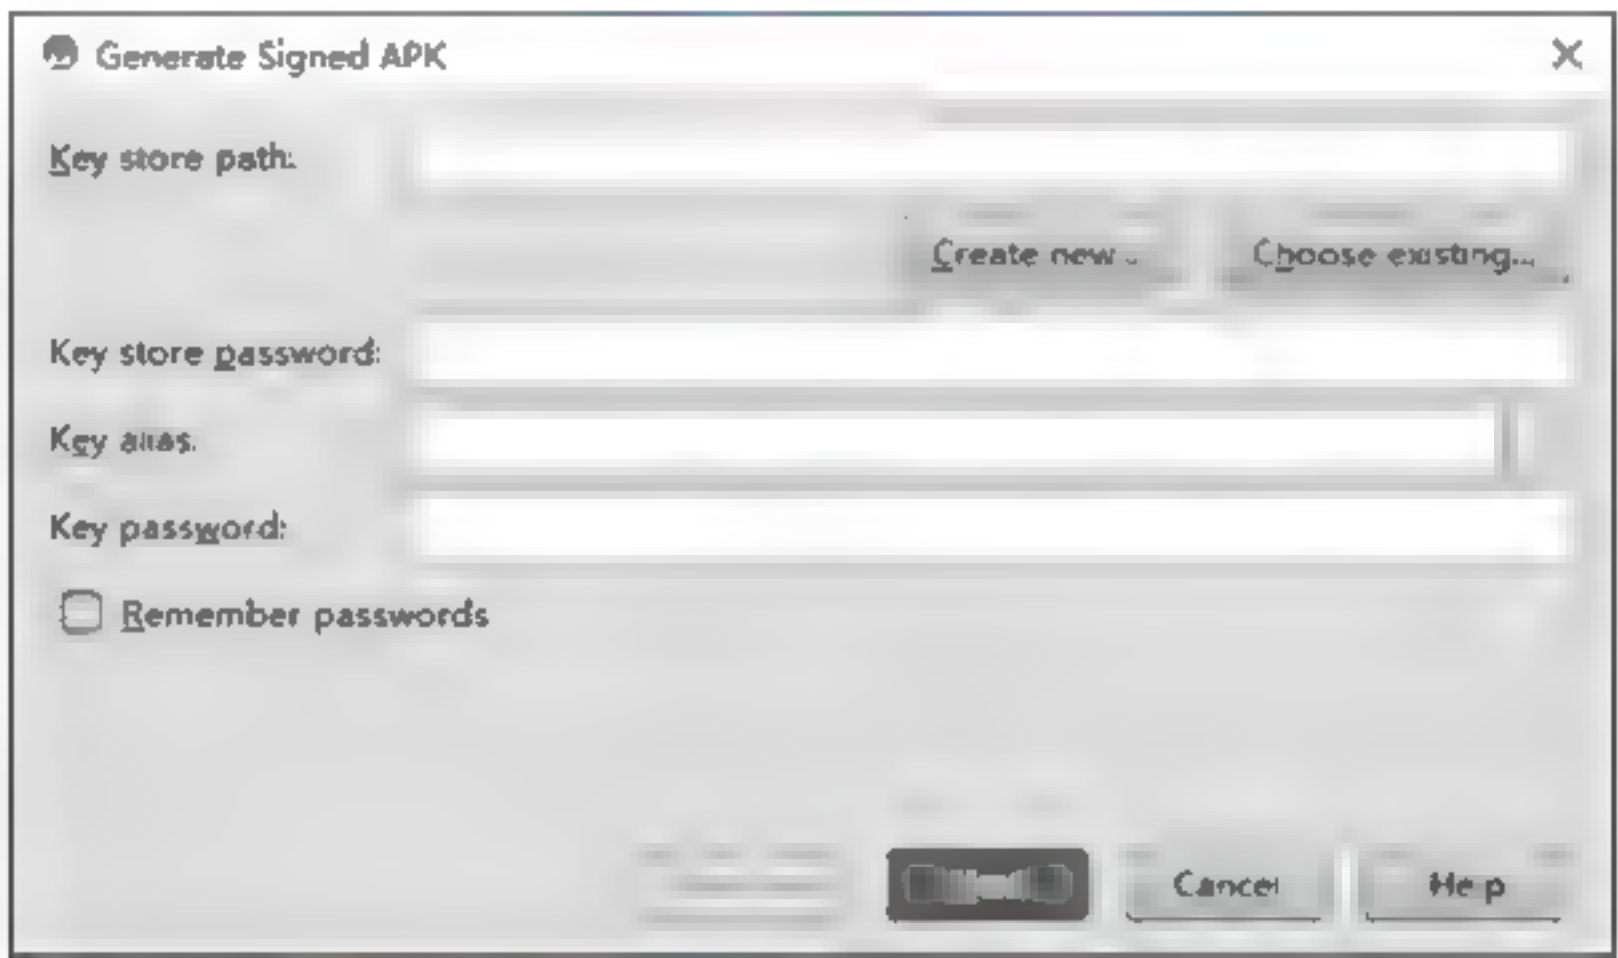 Generate Signed APK
Key store path:
Create new...
Choose existing...
Key store password:
Key alias:
Key password:
Remember passwords
Cancel
Help